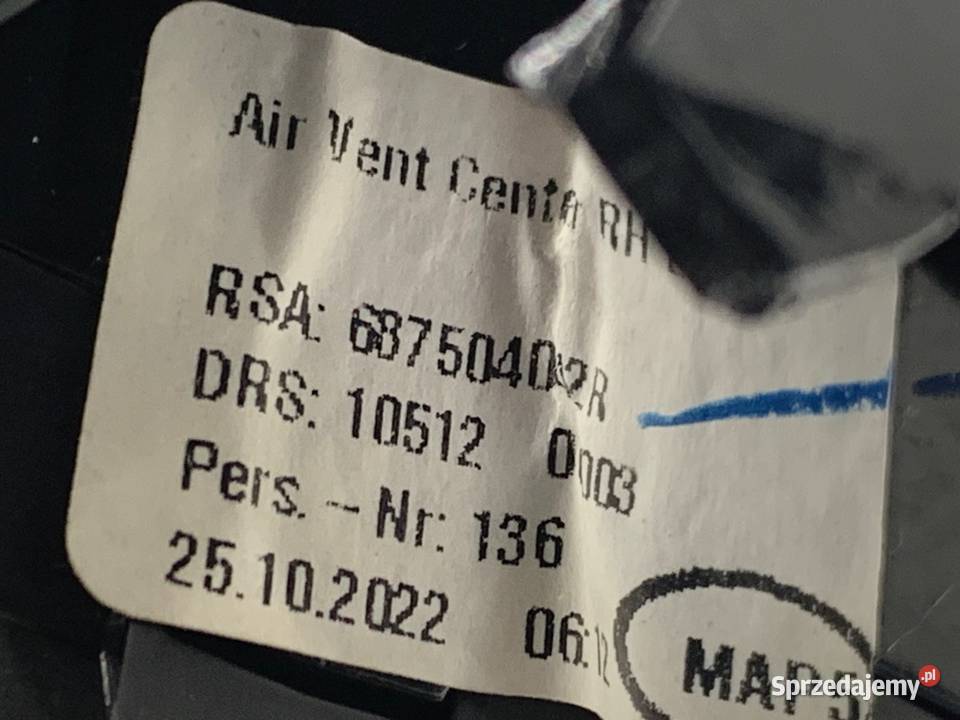 Air Vent Cente RH
RSA: 687504012R
DRS: 10512 0003
Pers. - Nr: 136
25.10.2022 06:12
MAP
Sprzedajemy.pl